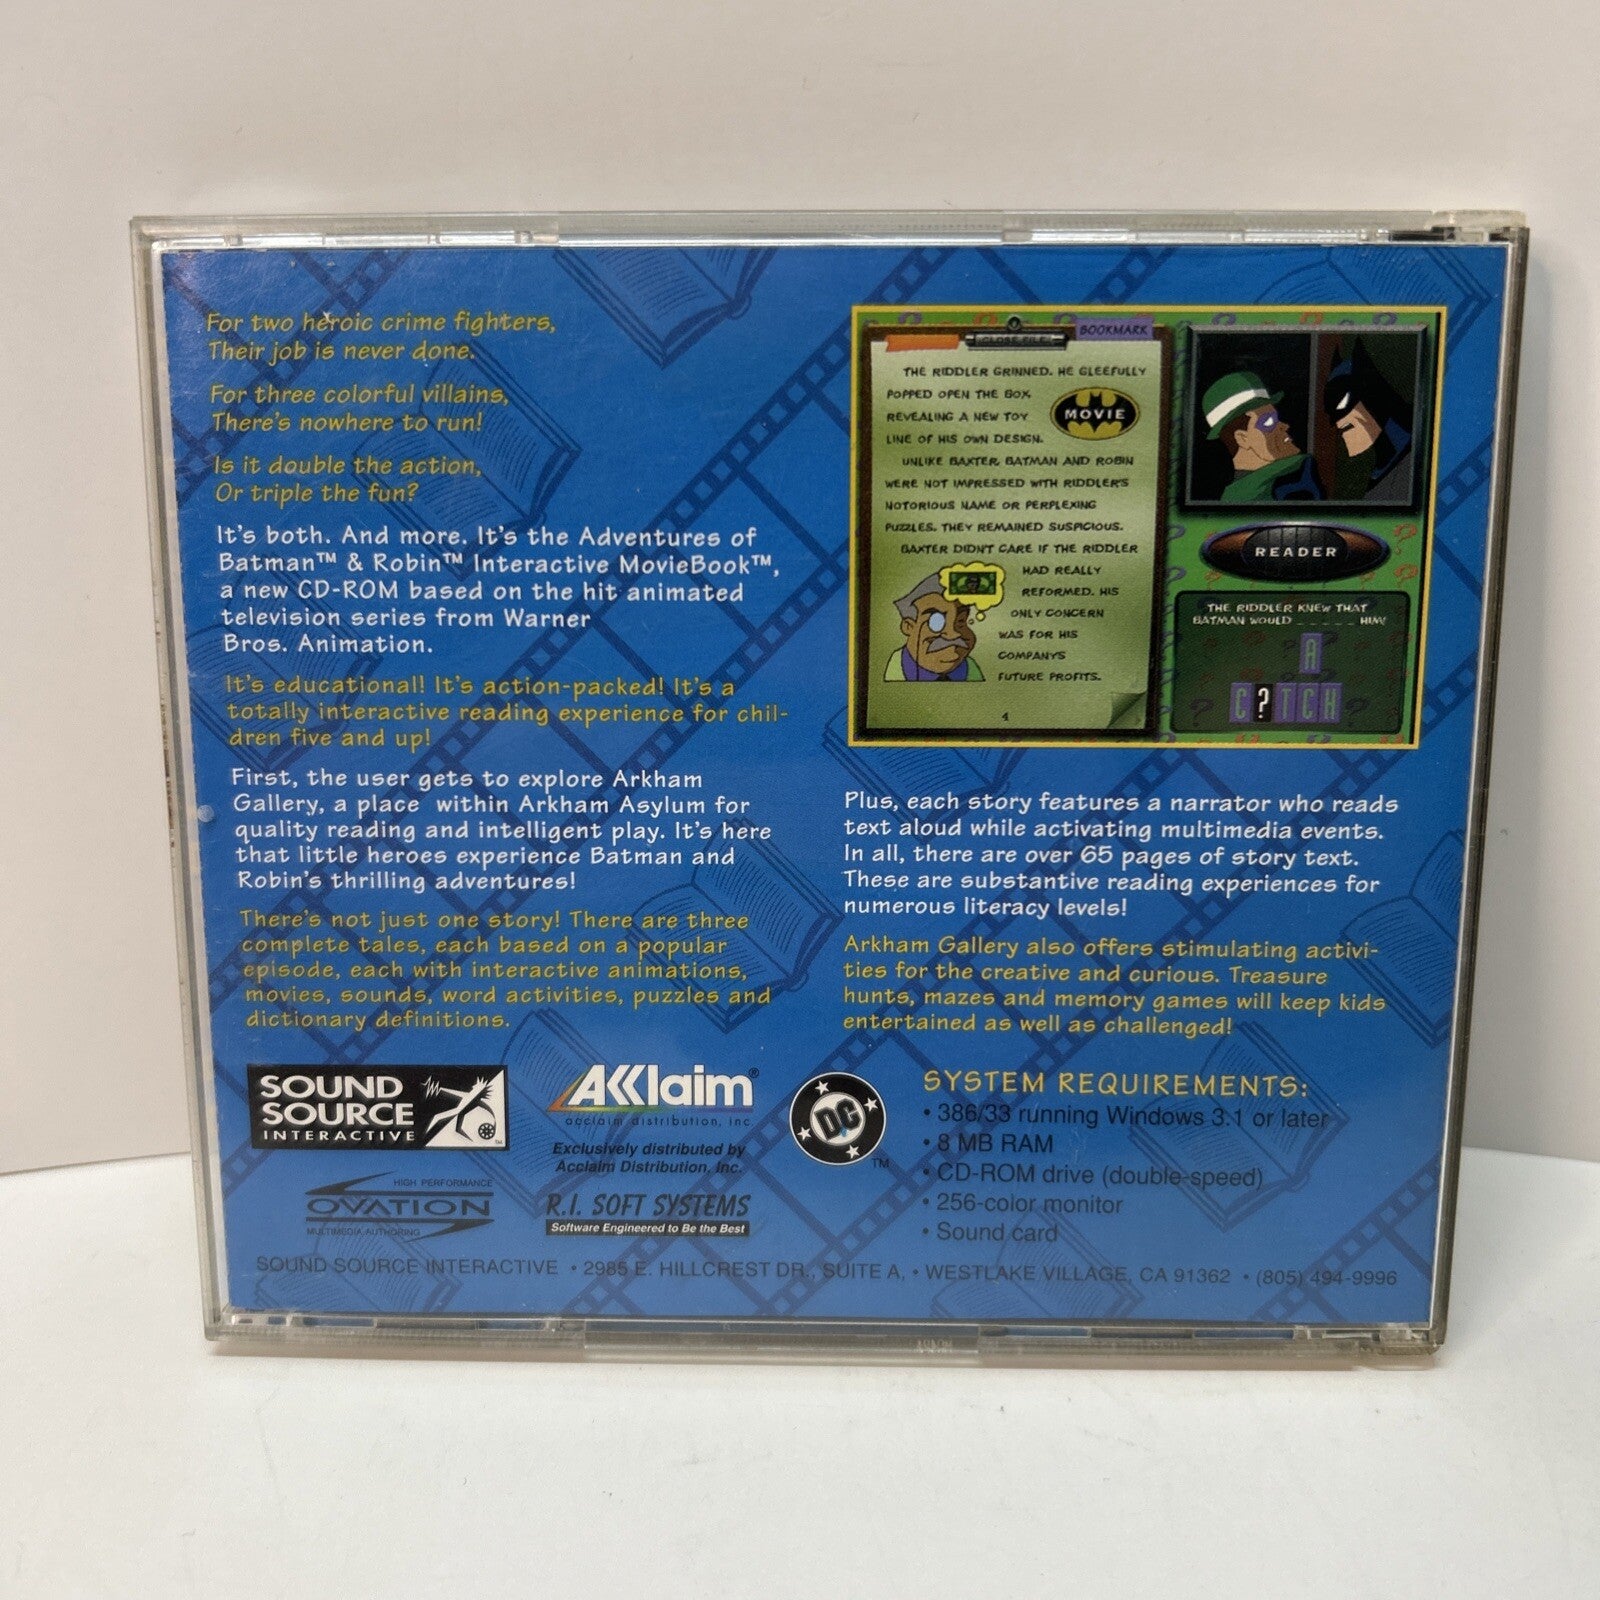 For two heroic crime fighters,
Their job is never done.
For three colorful villains,
There's nowhere to run!
Is it double the action,
Or triple the fun?
It's both. And more. It's the Adventures of
Batman™ & Robin™ Interactive MovieBook™,
a new CD-ROM based on the hit animated
television series from Warner
Bros. Animation.
It's educational! It's action-packed! It's a
totally interactive reading experience for chil-
dren five and up!
First, the user gets to explore Arkham
Gallery, a place within Arkham Asylum for
quality reading and intelligent play. It's here
that little heroes experience Batman and
Robin's thrilling adventures!
There's not just one story! There are three
complete tales, each based on a popular
episode, each with interactive animations,
movies, sounds, word activities, puzzles and
dictionary definitions.
CLOSE FILE
BOOKMARK
THE RIDDLER GRINNED. HE GLEEFULLY
POPPED OPEN THE BOX,
REVEALING A NEW TOY
LINE OF HIS OWN DESIGN.
MOVIE
UNLIKE BAXTER, BATMAN AND ROBIN
WERE NOT IMPRESSED WITH RIDDLER'S
NOTORIOUS NAME OR PERPLEXING
PUZZLES. THEY REMAINED SUSPICIOUS.
BAXTER DIDN'T CARE IF THE RIDDLER
HAD REALLY
REFORMED. HIS
ONLY CONCERN
WAS FOR HIS
COMPANY'S
FUTURE PROFITS.
4
READER
THE RIDDLER KNEW THAT
BATMAN WOULD _ _ _ _ _ HIM!
A
C?TCH
Plus, each story features a narrator who reads
text aloud while activating multimedia events.
In all, there are over 65 pages of story text.
These are substantive reading experiences for
numerous literacy levels!
Arkham Gallery also offers stimulating activi-
ties for the creative and curious. Treasure
hunts, mazes and memory games will keep kids
entertained as well as challenged!
SOUND
SOURCE
INTERACTIVE
™
AKKlaim®
acclaim distribution, inc.
Exclusively distributed by
Acclaim Distribution, Inc.
DC
™
HIGH PERFORMANCE
OVATION
MULTIMEDIA AUTHORING
R.I. SOFT SYSTEMS
Software Engineered to Be the Best
SYSTEM REQUIREMENTS:
• 386/33 running Windows 3.1 or later
• 8 MB RAM
• CD-ROM drive (double-speed)
• 256-color monitor
• Sound card
SOUND SOURCE INTERACTIVE • 2985 E. HILLCREST DR., SUITE A, • WESTLAKE VILLAGE, CA 91362 • (805) 494-9996